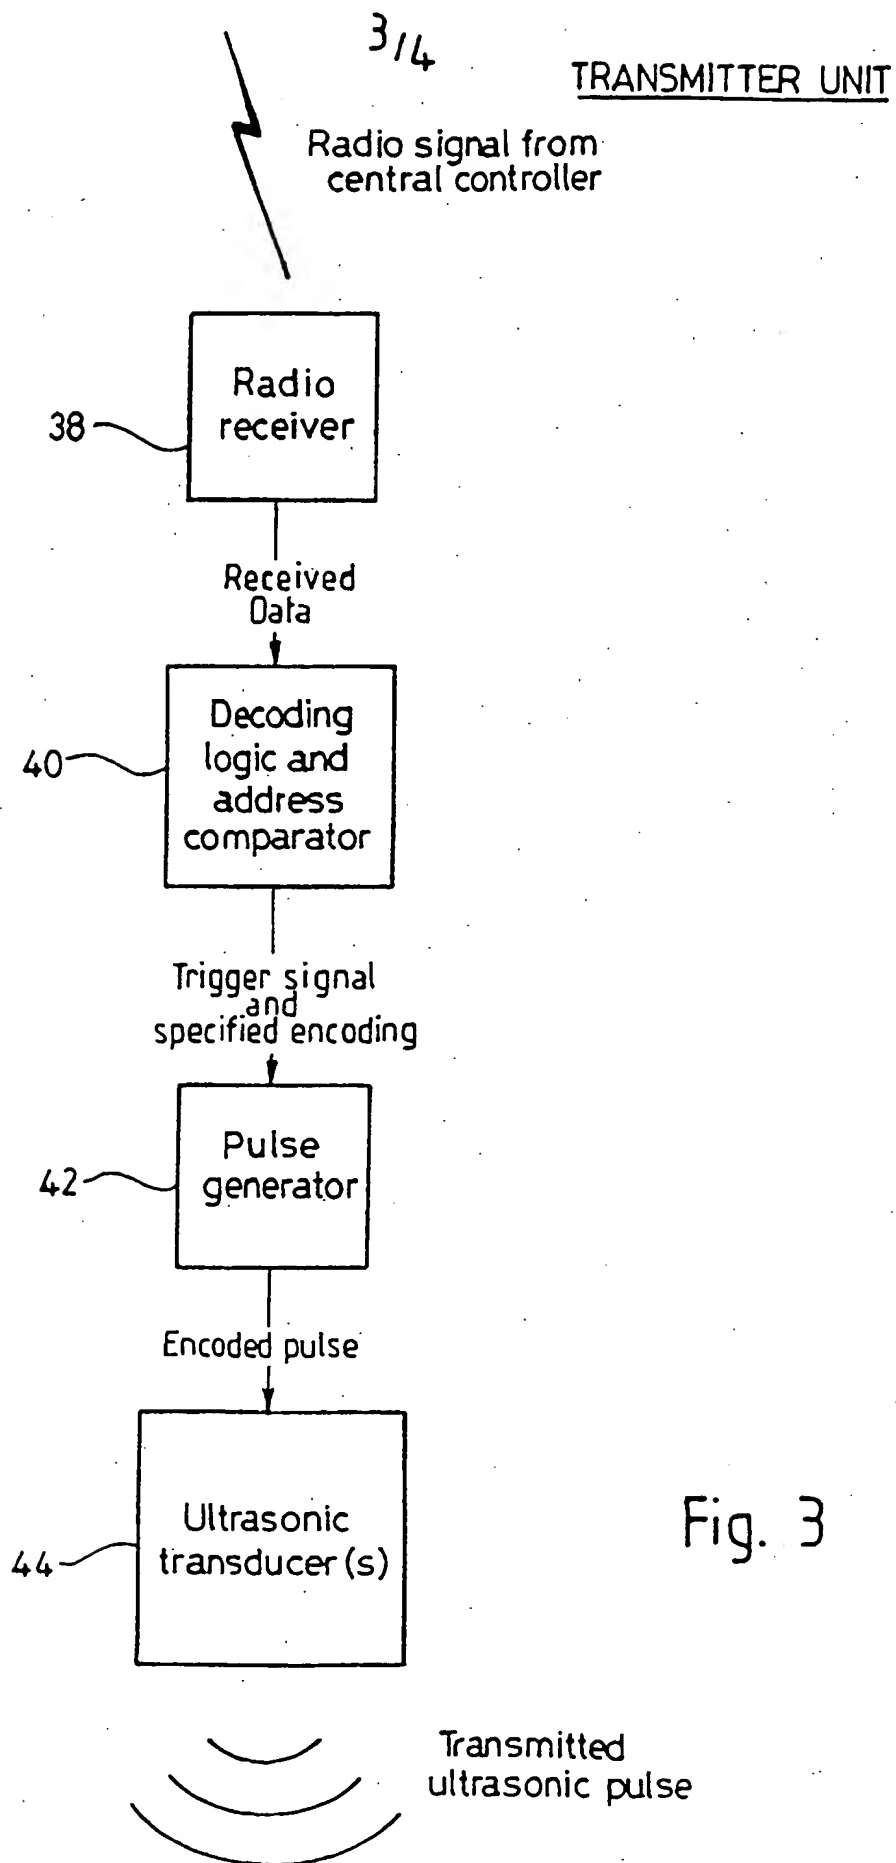 3/4
TRANSMITTER UNIT
Radio signal from
central controller
Radio
receiver
38
Received
Data
Decoding
logic and
address
comparator
40
Trigger signal
and
specified encoding
Pulse
generator
42
Encoded pulse
Ultrasonic
transducer(s)
44
Fig. 3
Transmitted
ultrasonic pulse